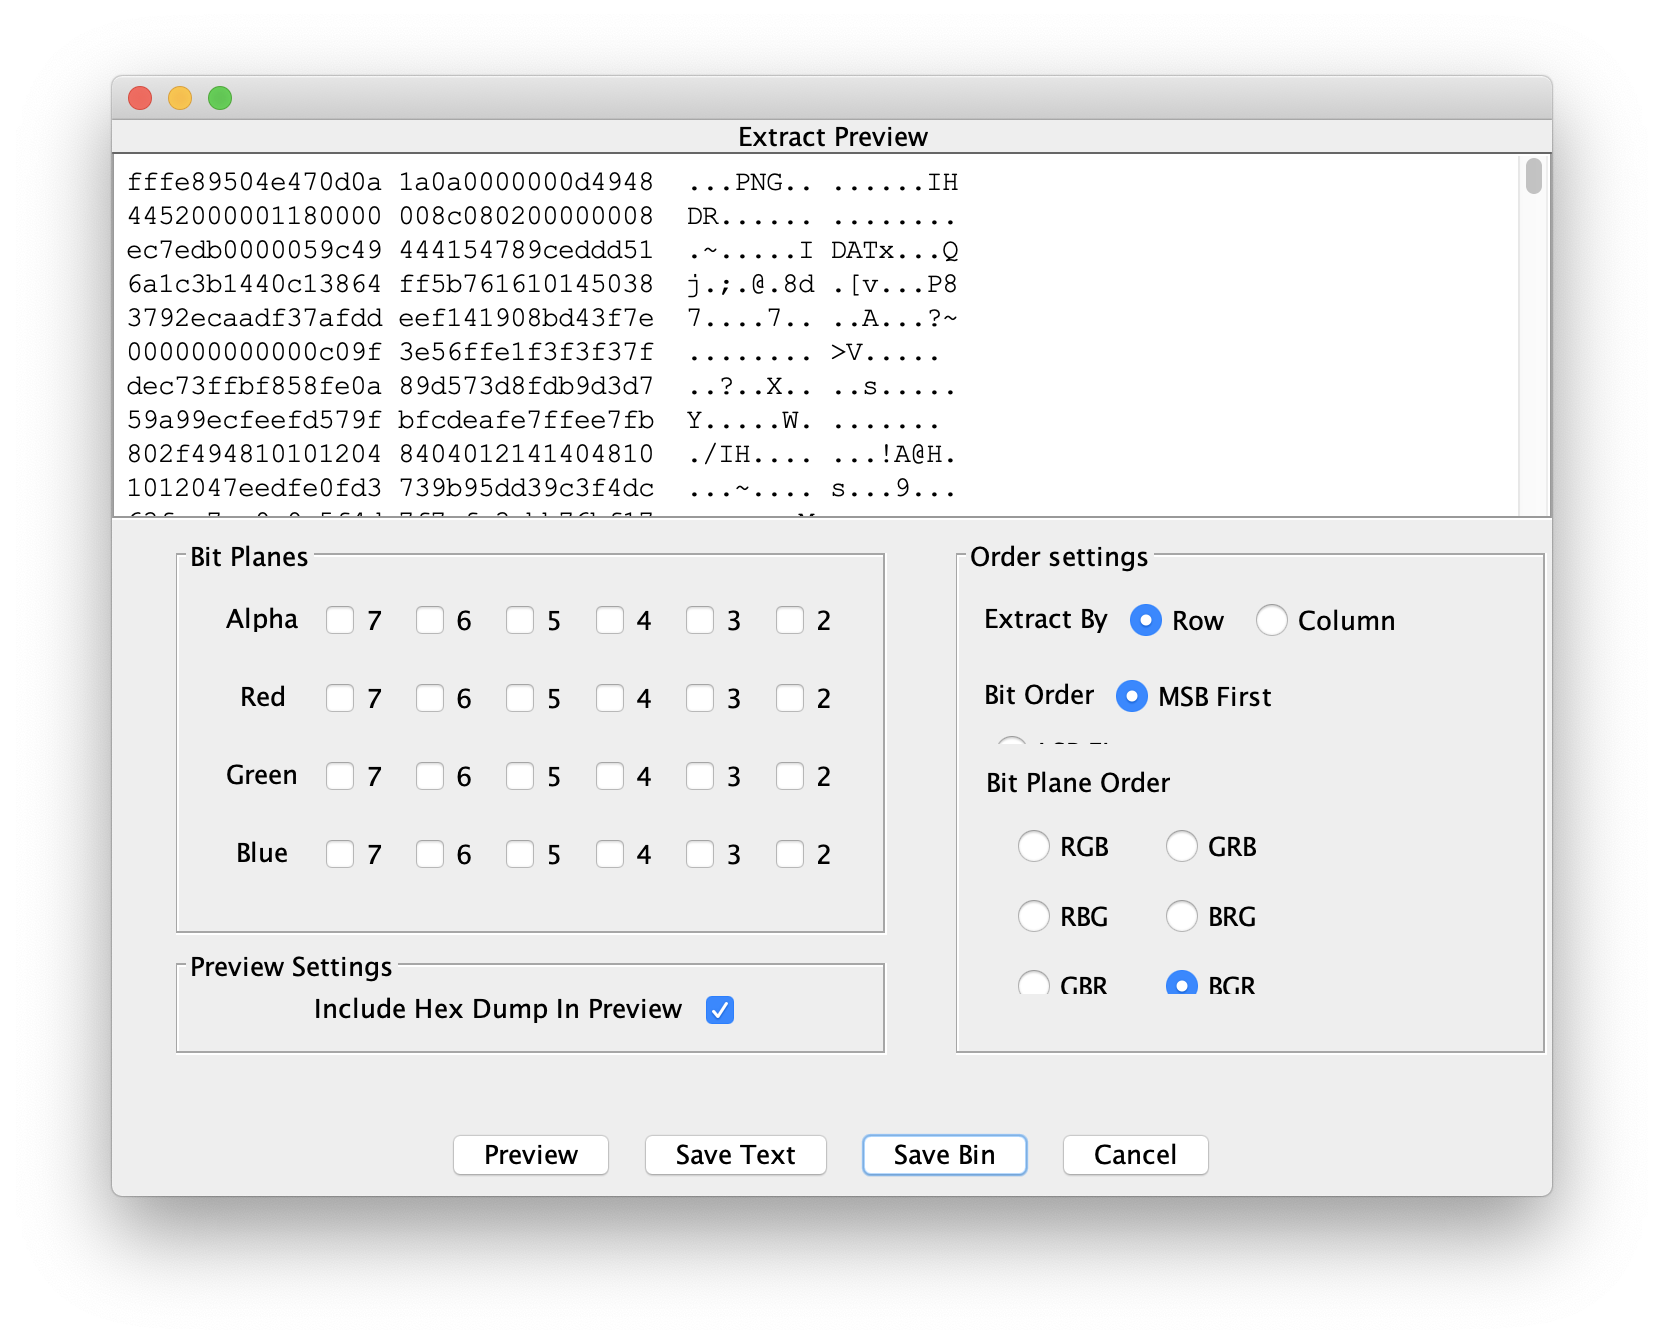 Extract Preview
fffe89504e470d0a 1a0a0000000d4948 ...PNG.. ......IH
4452000001180000 008c080200000008 DR...... ........
ec7edb0000059c49 444154789ceddd51 .~.....I DATx...Q
6a1c3b1440c13864 ff5b761610145038 j.;.@.8d .[v...P8
3792ecaadf37afdd eef141908bd43f7e 7....7.. ..A...?~
000000000000c09f 3e56ffe1f3f3f37f ........ >V.....
dec73ffbf858fe0a 89d573d8fdb9d3d7 ..?..X.. ..s.....
59a99ecfeefd579f bfcdeafe7ffee7fb Y.....W. .......
802f494810101204 8404012141404810 ./IH.... ...!A@H.
1012047eedfe0fd3 739b95dd39c3f4dc ...~.... s...9...
Bit Planes
Alpha 7 6 5 4 3 2
Red 7 6 5 4 3 2
Green 7 6 5 4 3 2
Blue 7 6 5 4 3 2
Preview Settings
Include Hex Dump In Preview
Order settings
Extract By Row Column
Bit Order MSB First
Bit Plane Order
RGB GRB
RBG BRG
GBR BGR
Preview Save Text Save Bin Cancel